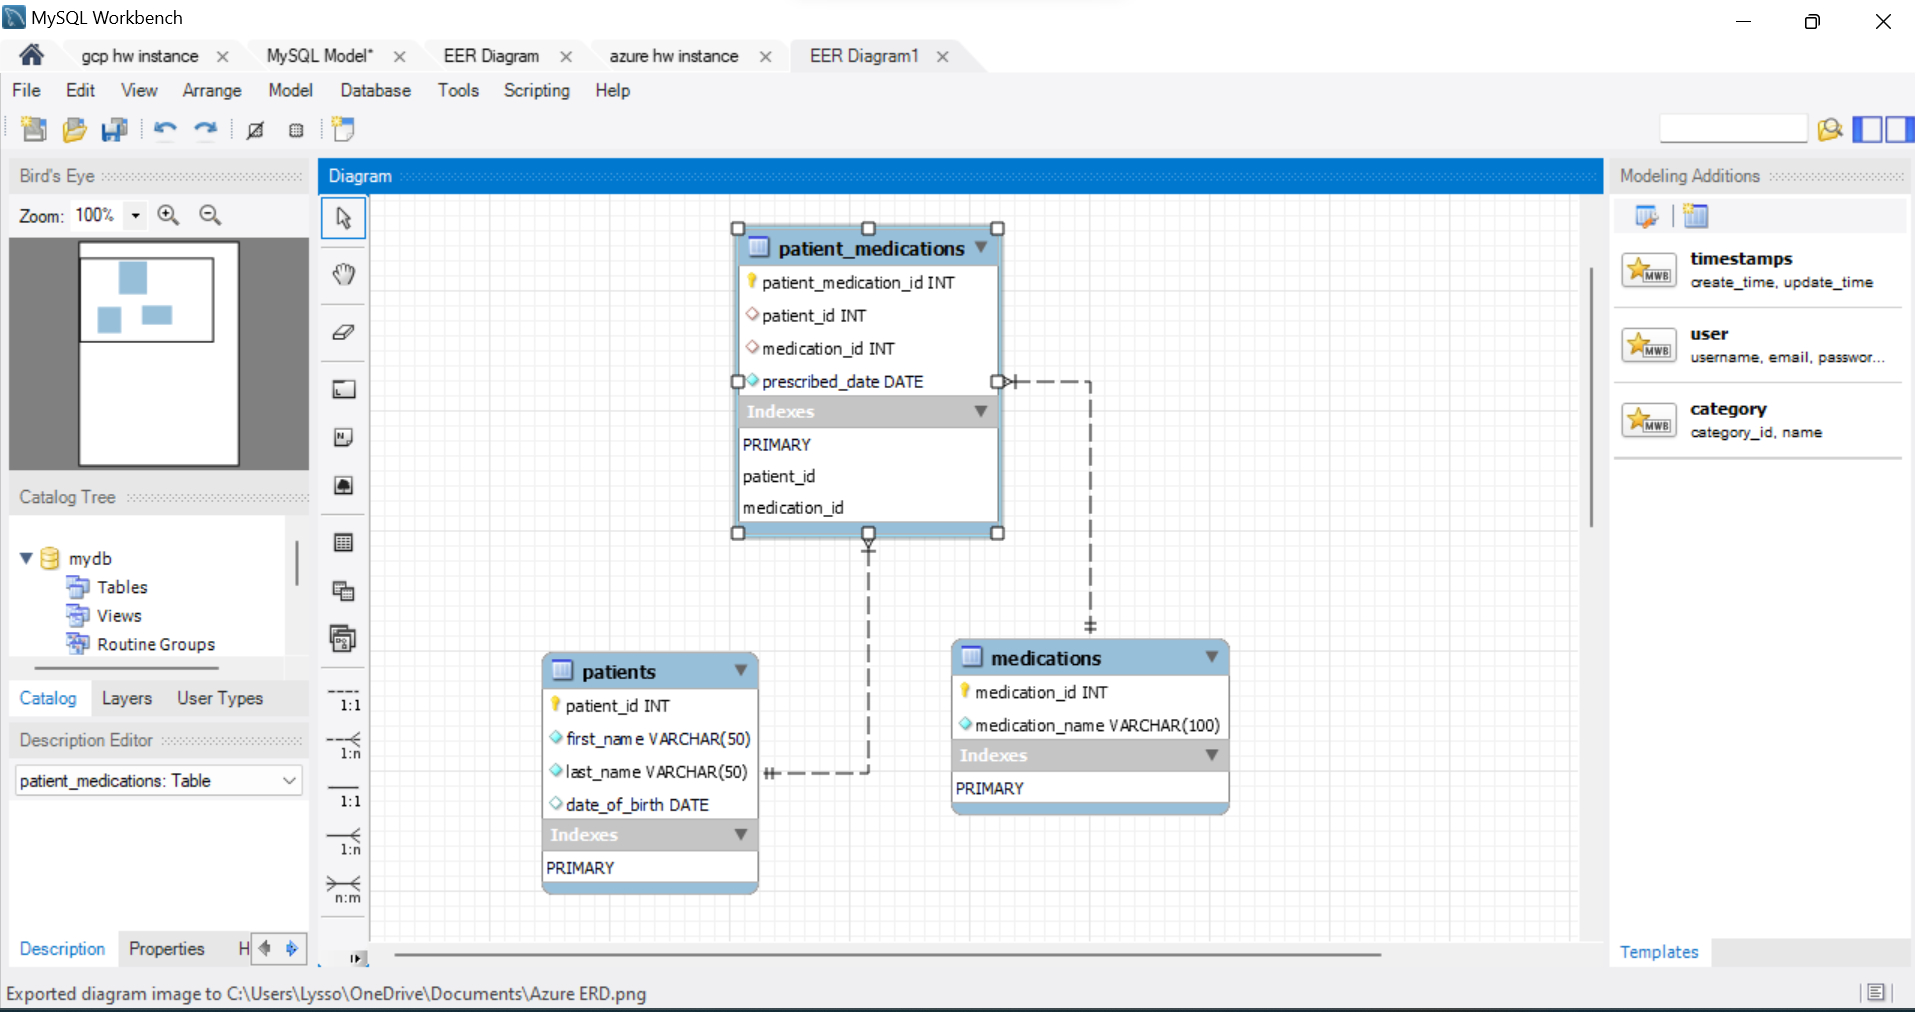 MySQL Workbench
gcp hw instance
MySQL Model*
EER Diagram
azure hw instance
EER Diagram1
File Edit View Arrange Model Database Tools Scripting Help
Bird's Eye
Zoom: 100%
Catalog Tree
mydb
Tables
Views
Routine Groups
Catalog Layers User Types
Description Editor
patient_medications: Table
Description Properties H
Diagram
1:1
1:n
1:1
1:n
n:m
patient_medications
patient_medication_id INT
patient_id INT
medication_id INT
prescribed_date DATE
Indexes
PRIMARY
patient_id
medication_id
patients
patient_id INT
first_name VARCHAR(50)
last_name VARCHAR(50)
date_of_birth DATE
Indexes
PRIMARY
medications
medication_id INT
medication_name VARCHAR(100)
Indexes
PRIMARY
Modeling Additions
MWB
timestamps
create_time, update_time
MWB
user
username, email, passwor...
MWB
category
category_id, name
Templates
Exported diagram image to C:\Users\Lysso\OneDrive\Documents\Azure ERD.png